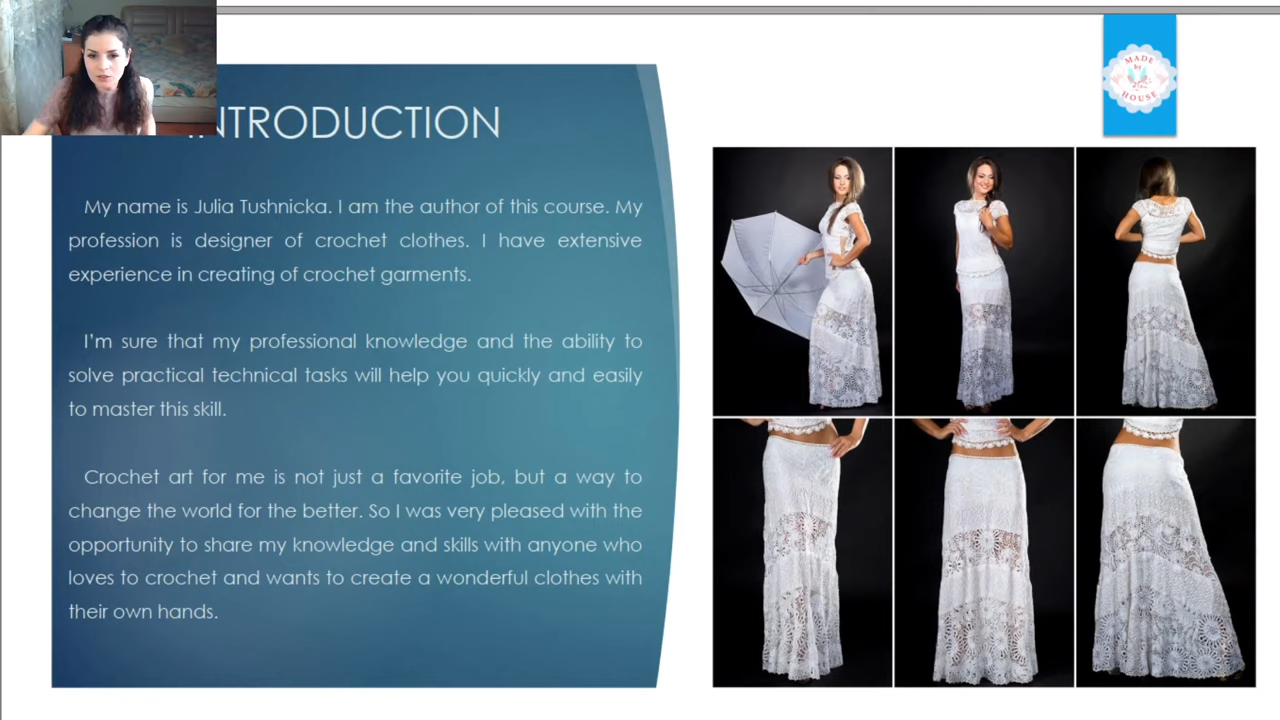 INTRODUCTION
My name is Julia Tushnicka. I am the author of this course. My
profession is designer of crochet clothes. I have extensive
experience in creating of crochet garments.
I'm sure that my professional knowledge and the ability to
solve practical technical tasks will help you quickly and easily
to master this skill.
Crochet art for me is not just a favorite job, but a way to
change the world for the better. So I was very pleased with the
opportunity to share my knowledge and skills with anyone who
loves to crochet and wants to create a wonderful clothes with
their own hands.
MADE
by
HOUSE